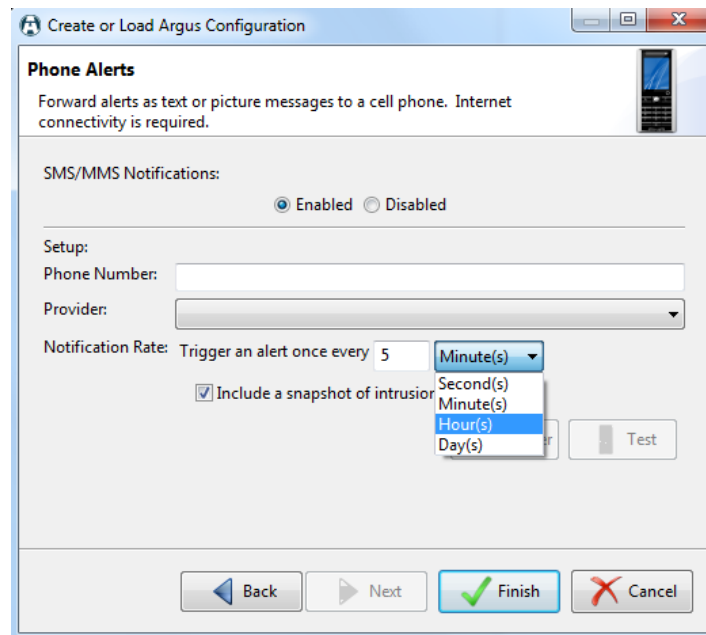 Create or Load Argus Configuration
Phone Alerts
Forward alerts as text or picture messages to a cell phone. Internet
connectivity is required.
SMS/MMS Notifications:
Enabled Disabled
Setup:
Phone Number:
Provider:
Notification Rate: Trigger an alert once every 5 Minute(s)
Include a snapshot of intrusion
Second(s)
Minute(s)
Hour(s)
Day(s)
Test
Back Next Finish Cancel